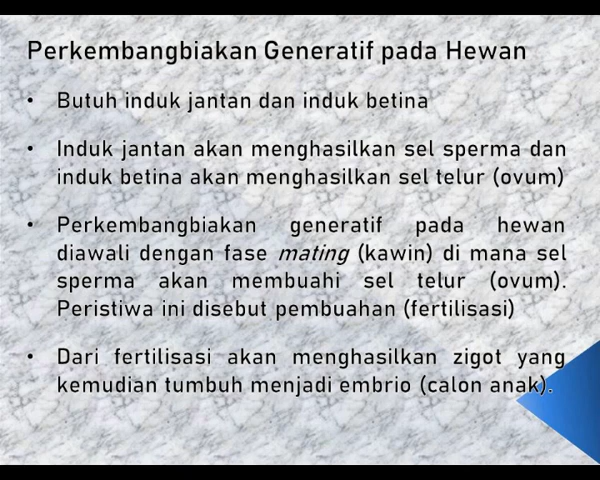 Perkembangbiakan Generatif pada Hewan
• Butuh induk jantan dan induk betina
• Induk jantan akan menghasilkan sel sperma dan
induk betina akan menghasilkan sel telur (ovum)
• Perkembangbiakan generatif pada hewan
diawali dengan fase mating (kawin) di mana sel
sperma akan membuahi sel telur (ovum).
Peristiwa ini disebut pembuahan (fertilisasi)
• Dari fertilisasi akan menghasilkan zigot yang
kemudian tumbuh menjadi embrio (calon anak).